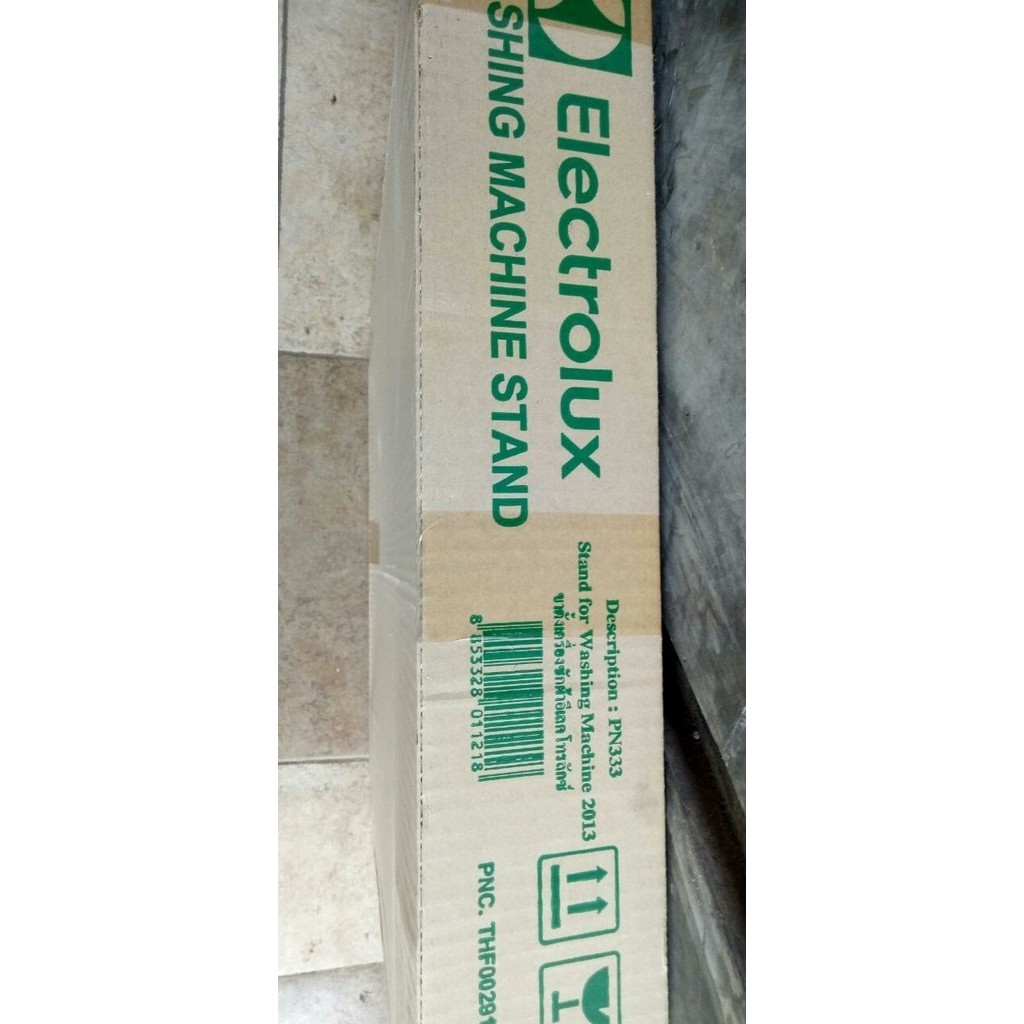 Electrolux
SHING MACHINE STAND
Description : PN333
Stand for Washing Machine 2013
ขาตั้งเครื่องซักผ้าอีเลคโทรลักซ์
8 853328 011218
PNC. THF00291